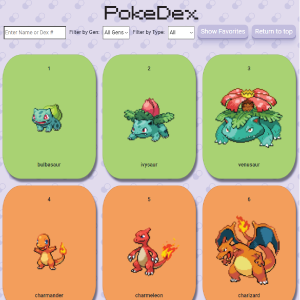 PokeDex
Enter Name or Dex # Filter by Gen: All Gens Filter by Type: All Show Favorites Return to top
1 2 3
bulbasaur ivysaur venusaur
4 5 6
charmander charmeleon charizard